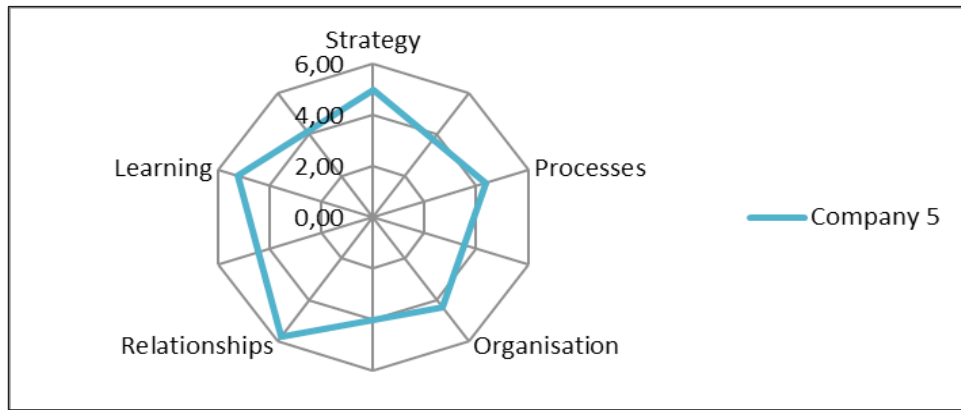 Strategy
6,00
4,00
2,00
0,00
Processes
Organisation
Relationships
Learning
Company 5